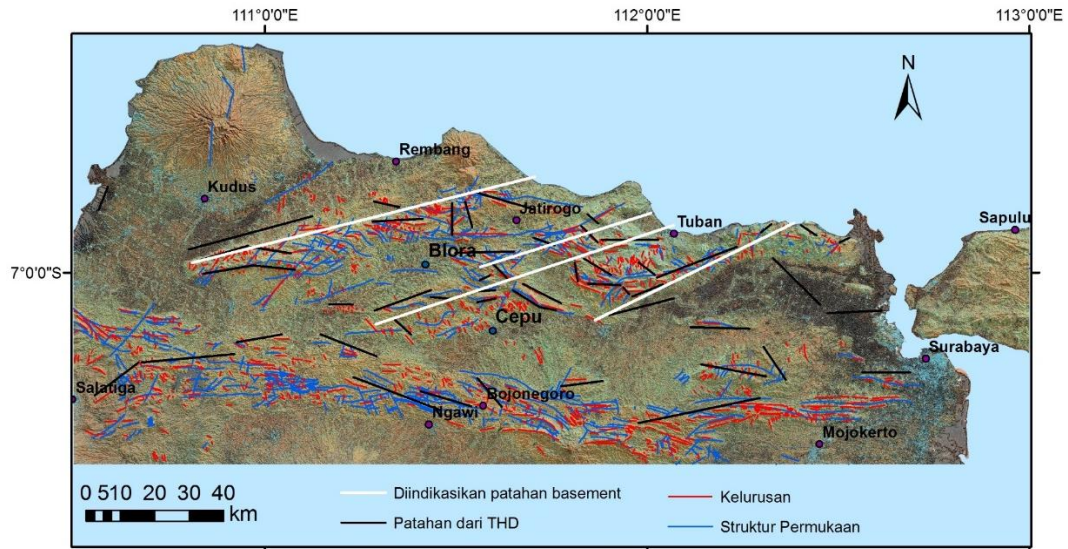 111°0'0"E 112°0'0"E 113°0'0"E
N
Rembang
Kudus
Jatirogo
Tuban
Sapulu
Blora
7°0'0"S
Cepu
Surabaya
Salatiga
Bojonegoro
Ngawi
Mojokerto
0 510 20 30 40
km
Diindikasikan patahan basement
Kelurusan
Patahan dari THD
Struktur Permukaan